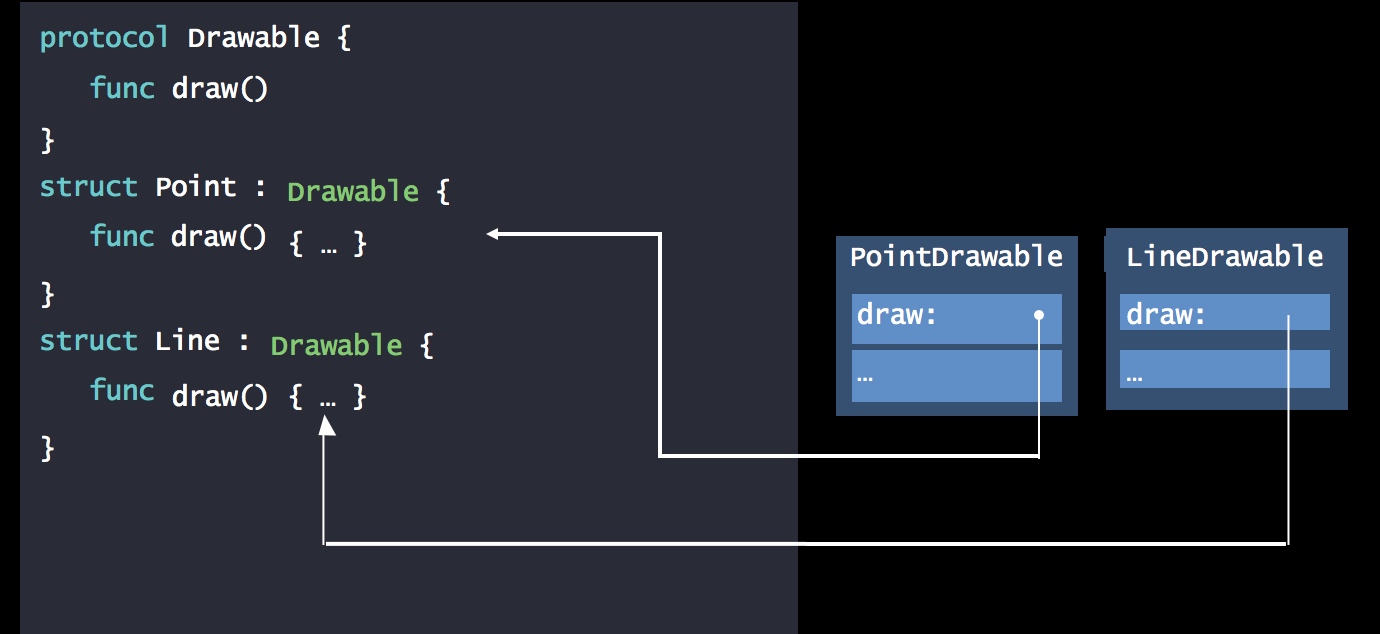 protocol Drawable {
func draw()
}
struct Point : Drawable {
func draw() { … }
}
struct Line : Drawable {
func draw() { … }
}
PointDrawable
draw:
…
LineDrawable
draw:
…